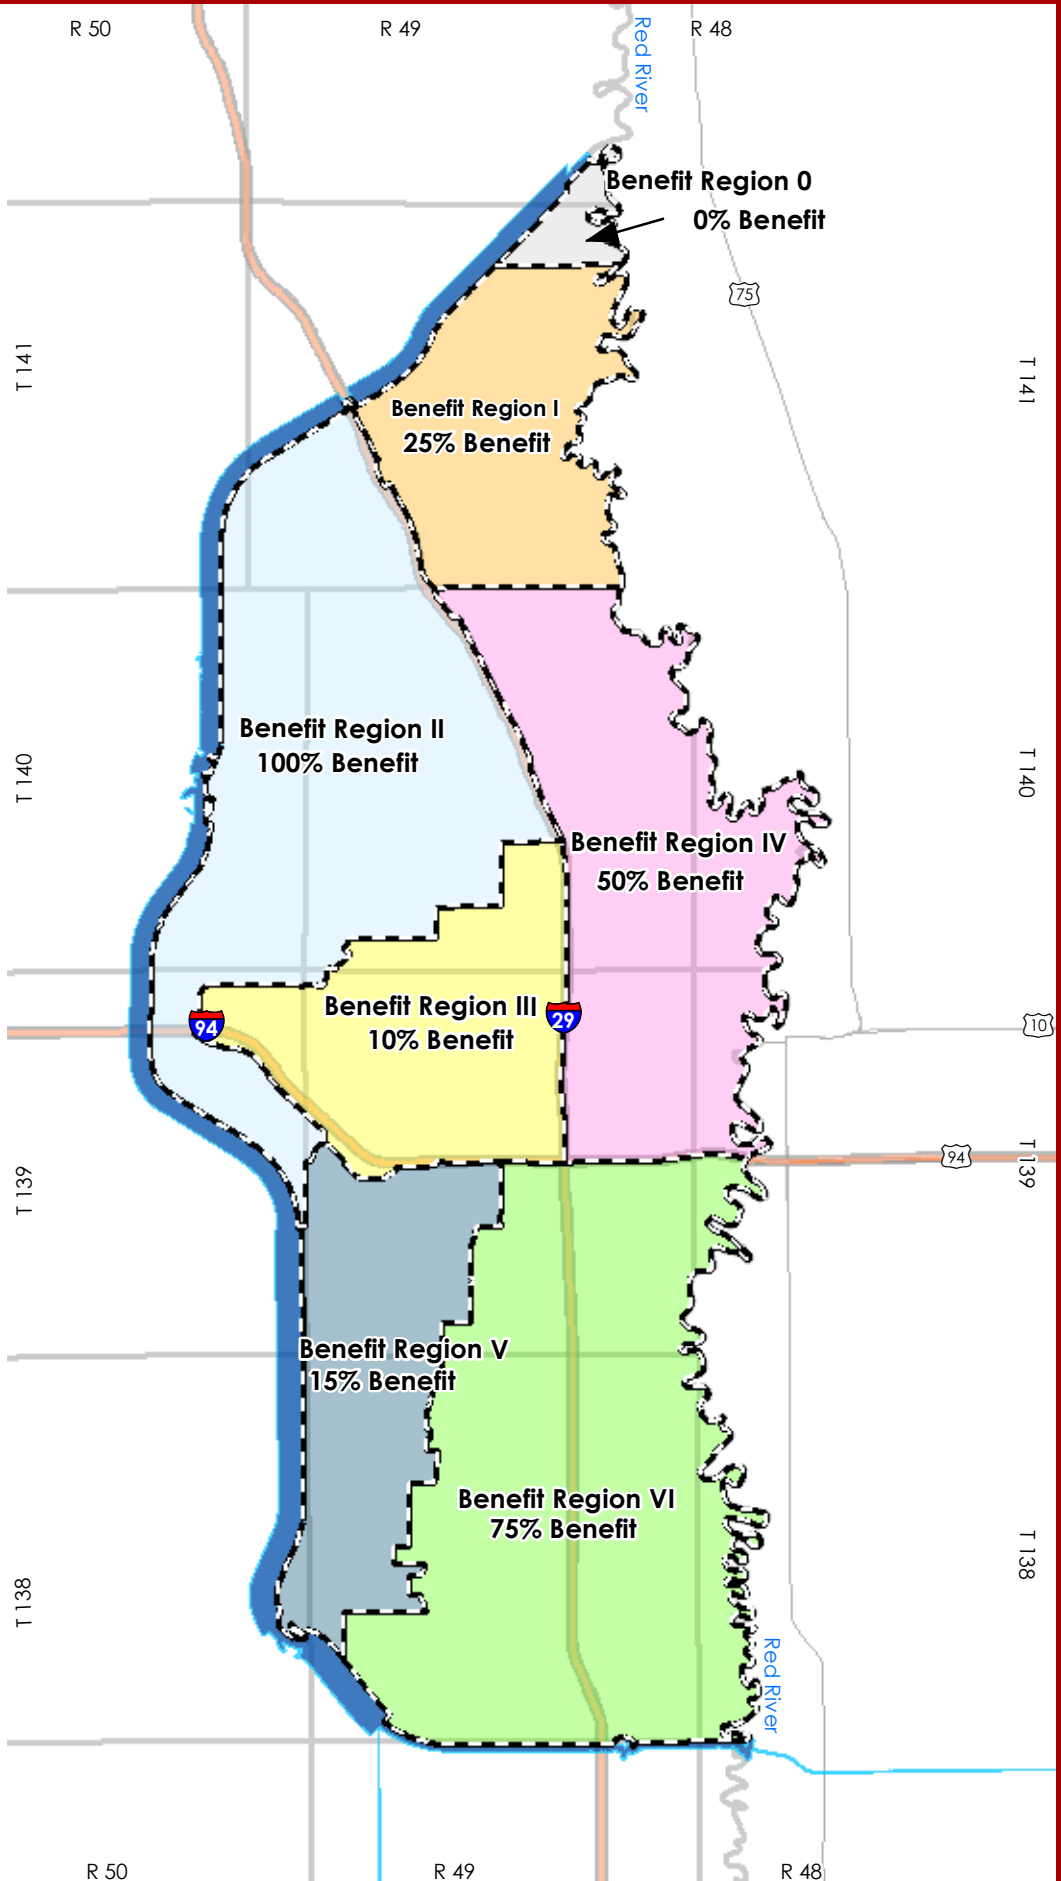 R 50
R 49
R 48
Red River
Benefit Region 0
0% Benefit
75
T 141
T 141
Benefit Region I
25% Benefit
Benefit Region II
100% Benefit
T 140
T 140
Benefit Region IV
50% Benefit
Benefit Region III
10% Benefit
94
29
10
94
T 139
T 139
Benefit Region V
15% Benefit
Benefit Region VI
75% Benefit
T 138
T 138
Red River
R 50
R 49
R 48